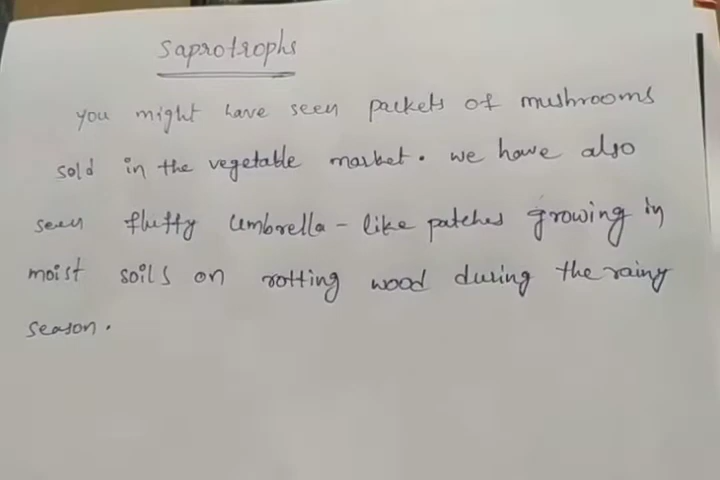 Saprotrophs
you might have seen packets of mushrooms
sold in the vegetable market. we have also
seen fluffy umbrella - like patches growing in
moist soils on rotting wood during the rainy
season.